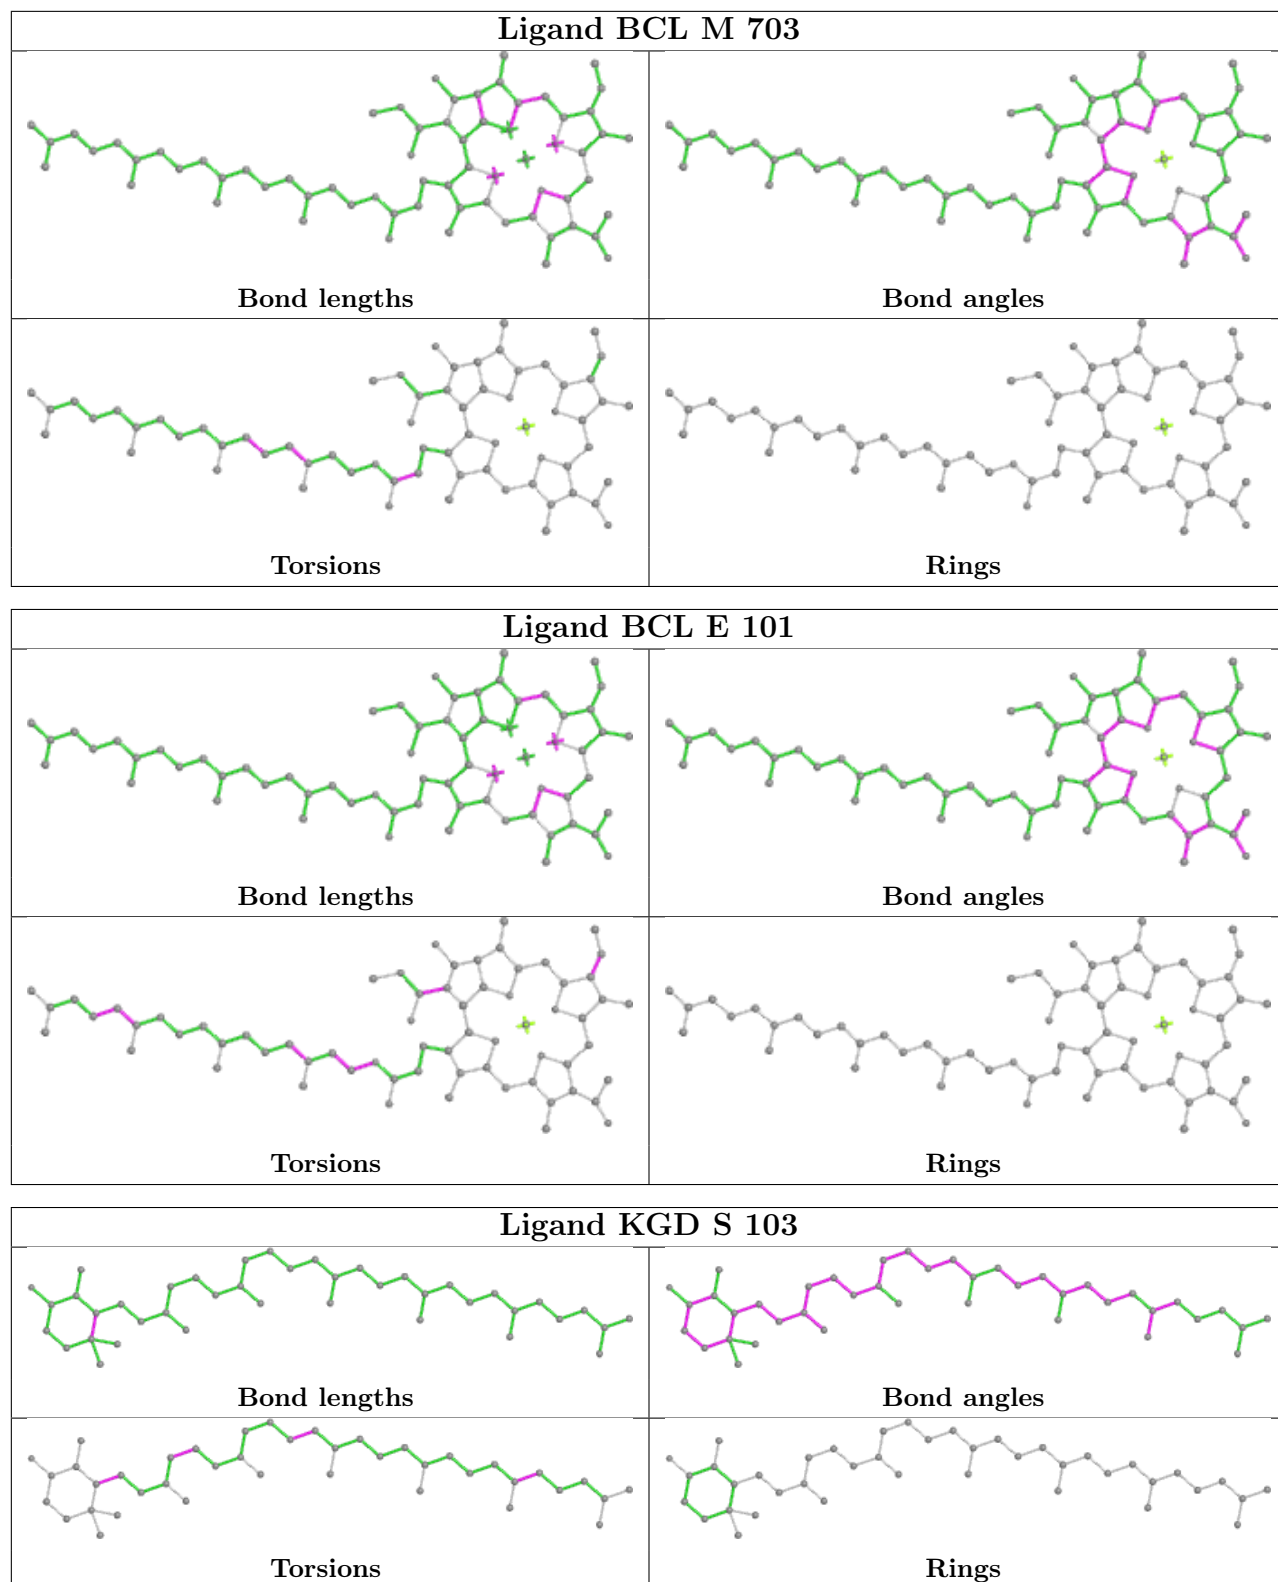 Ligand BCL M 703
Bond lengths
Bond angles
Torsions
Rings
Ligand BCL E 101
Bond lengths
Bond angles
Torsions
Rings
Ligand KGD S 103
Bond lengths
Bond angles
Torsions
Rings